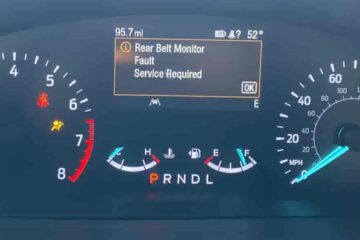 95.7 mi ? 52°
Rear Belt Monitor
Fault
Service Required
OK
E
4 5 6 7 8
C H E F
P R N D L
MPH 0 20 40 60